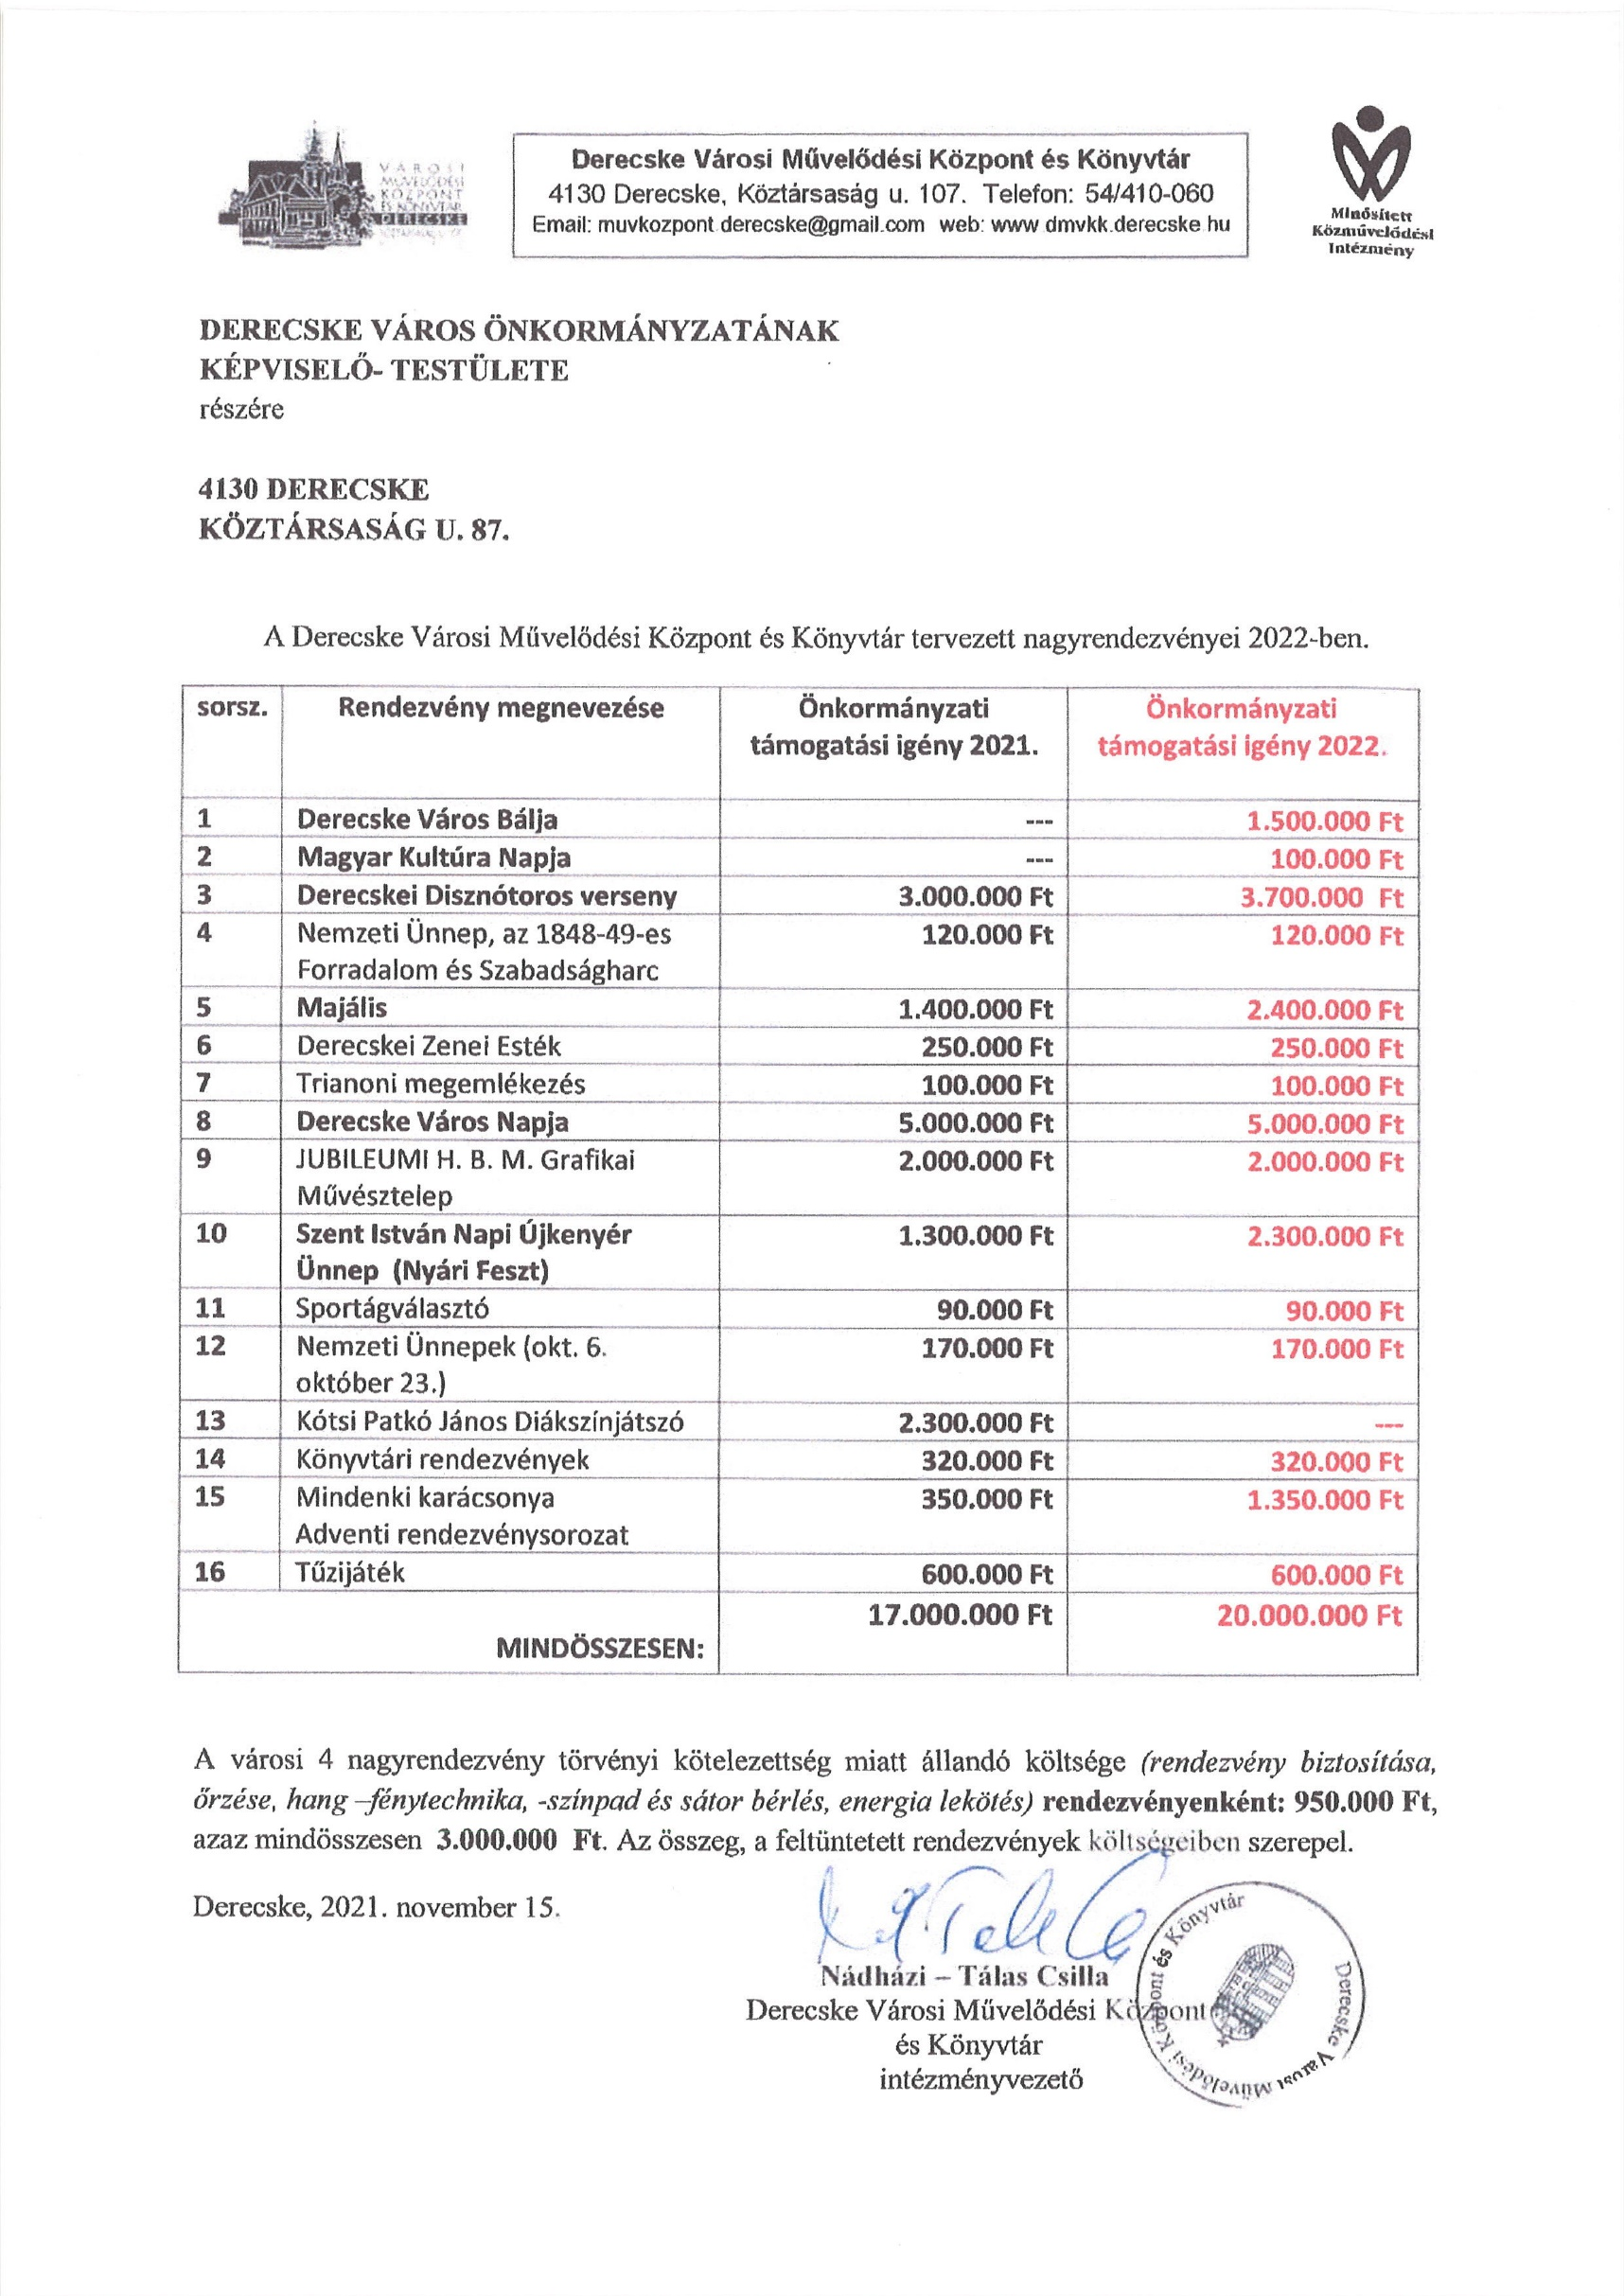 VÁROSI
MŰVELŐDÉSI
KÖZPONT
ÉS KÖNYVTÁR
DERECSKE
Derecske Városi Művelődési Központ és Könyvtár
4130 Derecske, Köztársaság u. 107. Telefon: 54/410-060
Email: muvkozpont.derecske@gmail.com web: www.dmvkk.derecske.hu
Minősített
Közművelődési
Intézmény
DERECSKE VÁROS ÖNKORMÁNYZATÁNAK
KÉPVISELŐ- TESTÜLETE
részére
4130 DERECSKE
KÖZTÁRSASÁG U. 87.
A Derecske Városi Művelődési Központ és Könyvtár tervezett nagyrendezvényei 2022-ben.
sorsz. Rendezvény megnevezése Önkormányzati támogatási igény 2021. Önkormányzati támogatási igény 2022.
1 Derecske Város Bálja --- 1.500.000 Ft
2 Magyar Kultúra Napja --- 100.000 Ft
3 Derecskei Disznótoros verseny 3.000.000 Ft 3.700.000 Ft
4 Nemzeti Ünnep, az 1848-49-es 120.000 Ft 120.000 Ft
Forradalom és Szabadságharc
5 Majális 1.400.000 Ft 2.400.000 Ft
6 Derecskei Zenei Esték 250.000 Ft 250.000 Ft
7 Trianoni megemlékezés 100.000 Ft 100.000 Ft
8 Derecske Város Napja 5.000.000 Ft 5.000.000 Ft
9 JUBILEUMI H. B. M. Grafikai 2.000.000 Ft 2.000.000 Ft
Művésztelep
10 Szent István Napi Újkenyér 1.300.000 Ft 2.300.000 Ft
Ünnep (Nyári Feszt)
11 Sportágválasztó 90.000 Ft 90.000 Ft
12 Nemzeti Ünnepek (okt. 6. 170.000 Ft 170.000 Ft
október 23.)
13 Kótsi Patkó János Diákszínjátszó 2.300.000 Ft ---
14 Könyvtári rendezvények 320.000 Ft 320.000 Ft
15 Mindenki karácsonya 350.000 Ft 1.350.000 Ft
Adventi rendezvénysorozat
16 Tűzijáték 600.000 Ft 600.000 Ft
17.000.000 Ft 20.000.000 Ft
MINDÖSSZESEN:
A városi 4 nagyrendezvény törvényi kötelezettség miatt állandó költsége (rendezvény biztosítása,
őrzése, hang –fénytechnika, -színpad és sátor bérlés, energia lekötés) rendezvényenként: 950.000 Ft,
azaz mindösszesen 3.000.000 Ft. Az összeg, a feltüntetett rendezvények költségeiben szerepel.
Derecske, 2021. november 15.
Nádházi – Tálas Csilla
Derecske Városi Művelődési Központ
és Könyvtár
intézményvezető
Derecske Városi Művelődési Központ és Könyvtár